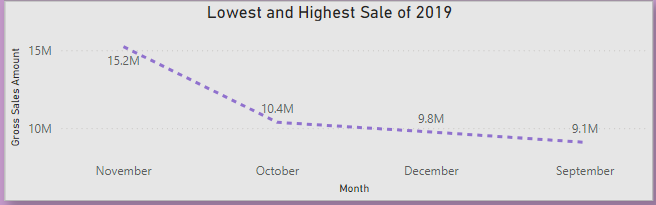 Lowest and Highest Sale of 2019
Gross Sales Amount
15M
10M
15.2M
10.4M
9.8M
9.1M
November October December September
Month